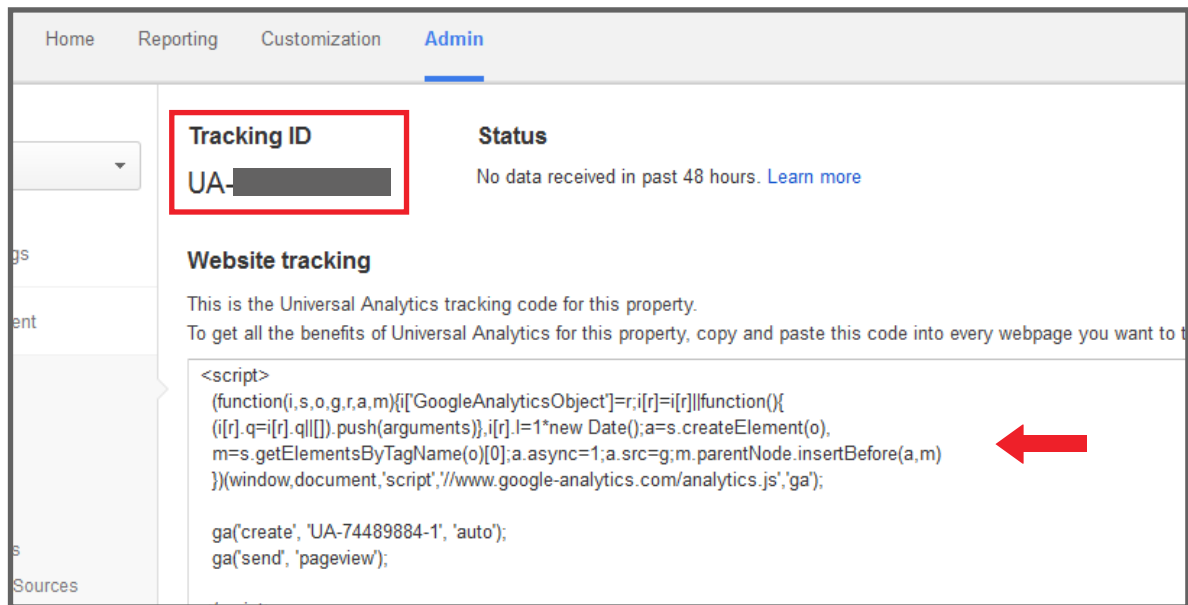 Home Reporting Customization Admin
Tracking ID
UA-
Status
No data received in past 48 hours. Learn more
gs
ent
s
Sources
Website tracking
This is the Universal Analytics tracking code for this property.
To get all the benefits of Universal Analytics for this property, copy and paste this code into every webpage you want to t
<script>
(function(i,s,o,g,r,a,m){i['GoogleAnalyticsObject']=r;i[r]=i[r]||function(){
(i[r].q=i[r].q||[]).push(arguments)},i[r].l=1*new Date();a=s.createElement(o),
m=s.getElementsByTagName(o)[0];a.async=1;a.src=g;m.parentNode.insertBefore(a,m)
})(window,document,'script','//www.google-analytics.com/analytics.js','ga');
ga('create', 'UA-74489884-1', 'auto');
ga('send', 'pageview');